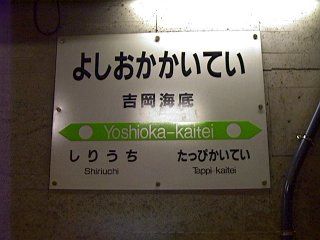 よしおかかいてい
吉岡海底
Yoshioka-kaitei
しりうち たっぴかいてい
Shiriuchi Tappi-kaitei